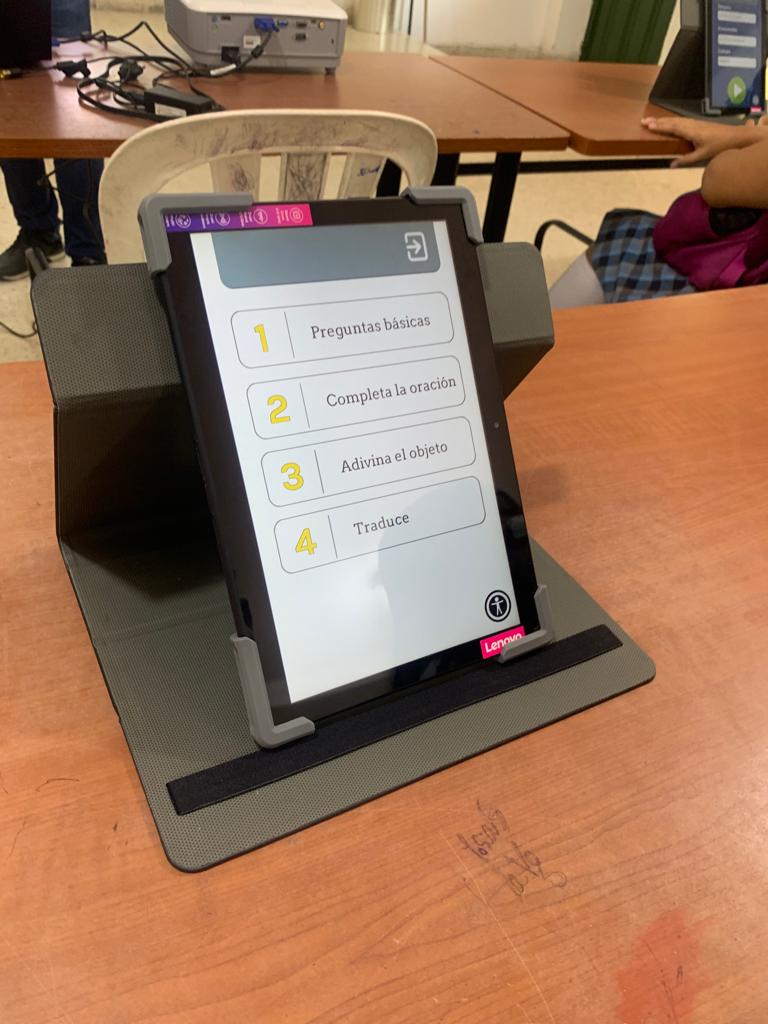 1 Preguntas básicas
2 Completa la oración
3 Adivina el objeto
4 Traduce
Lenovo